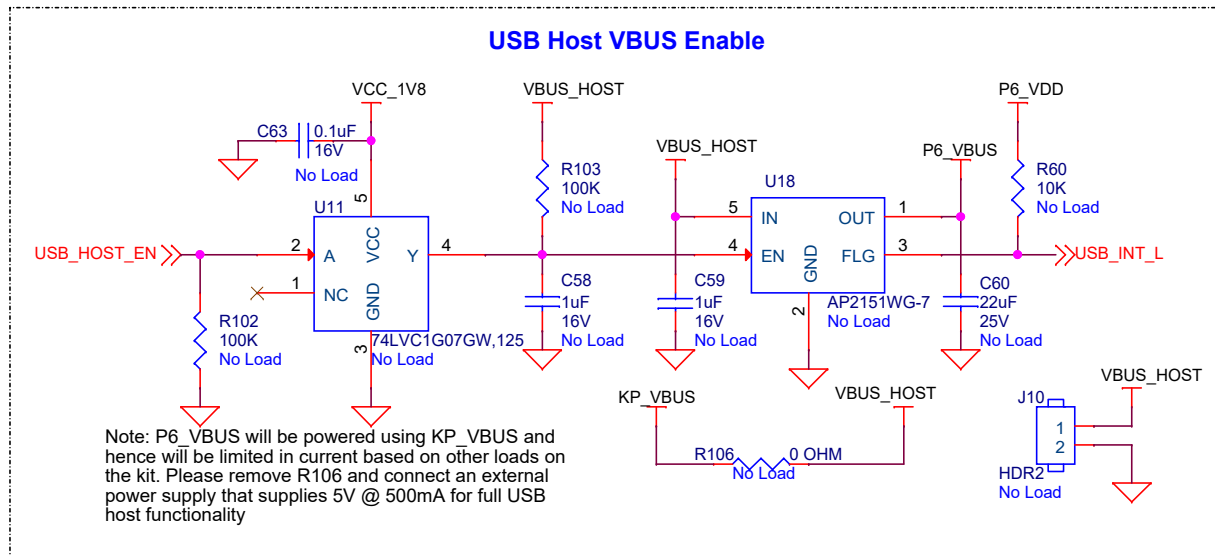 USB Host VBUS Enable
VCC_1V8
VBUS_HOST
P6_VDD
C63
0.1uF
16V
No Load
VBUS_HOST
P6_VBUS
R103
100K
No Load
R60
10K
No Load
U18
U11
5
5
IN
OUT
1
USB_HOST_EN
2
A
VCC
Y
4
4
EN
FLG
3
USB_INT_L
1
NC
GND
GND
C58
1uF
16V
No Load
C59
1uF
16V
No Load
2
AP2151WG-7
No Load
C60
22uF
25V
No Load
R102
100K
No Load
3
74LVC1G07GW,125
No Load
KP_VBUS
VBUS_HOST
R106
0 OHM
No Load
VBUS_HOST
J10
1
2
HDR2
No Load
Note: P6_VBUS will be powered using KP_VBUS and
hence will be limited in current based on other loads on
the kit. Please remove R106 and connect an external
power supply that supplies 5V @ 500mA for full USB
host functionality